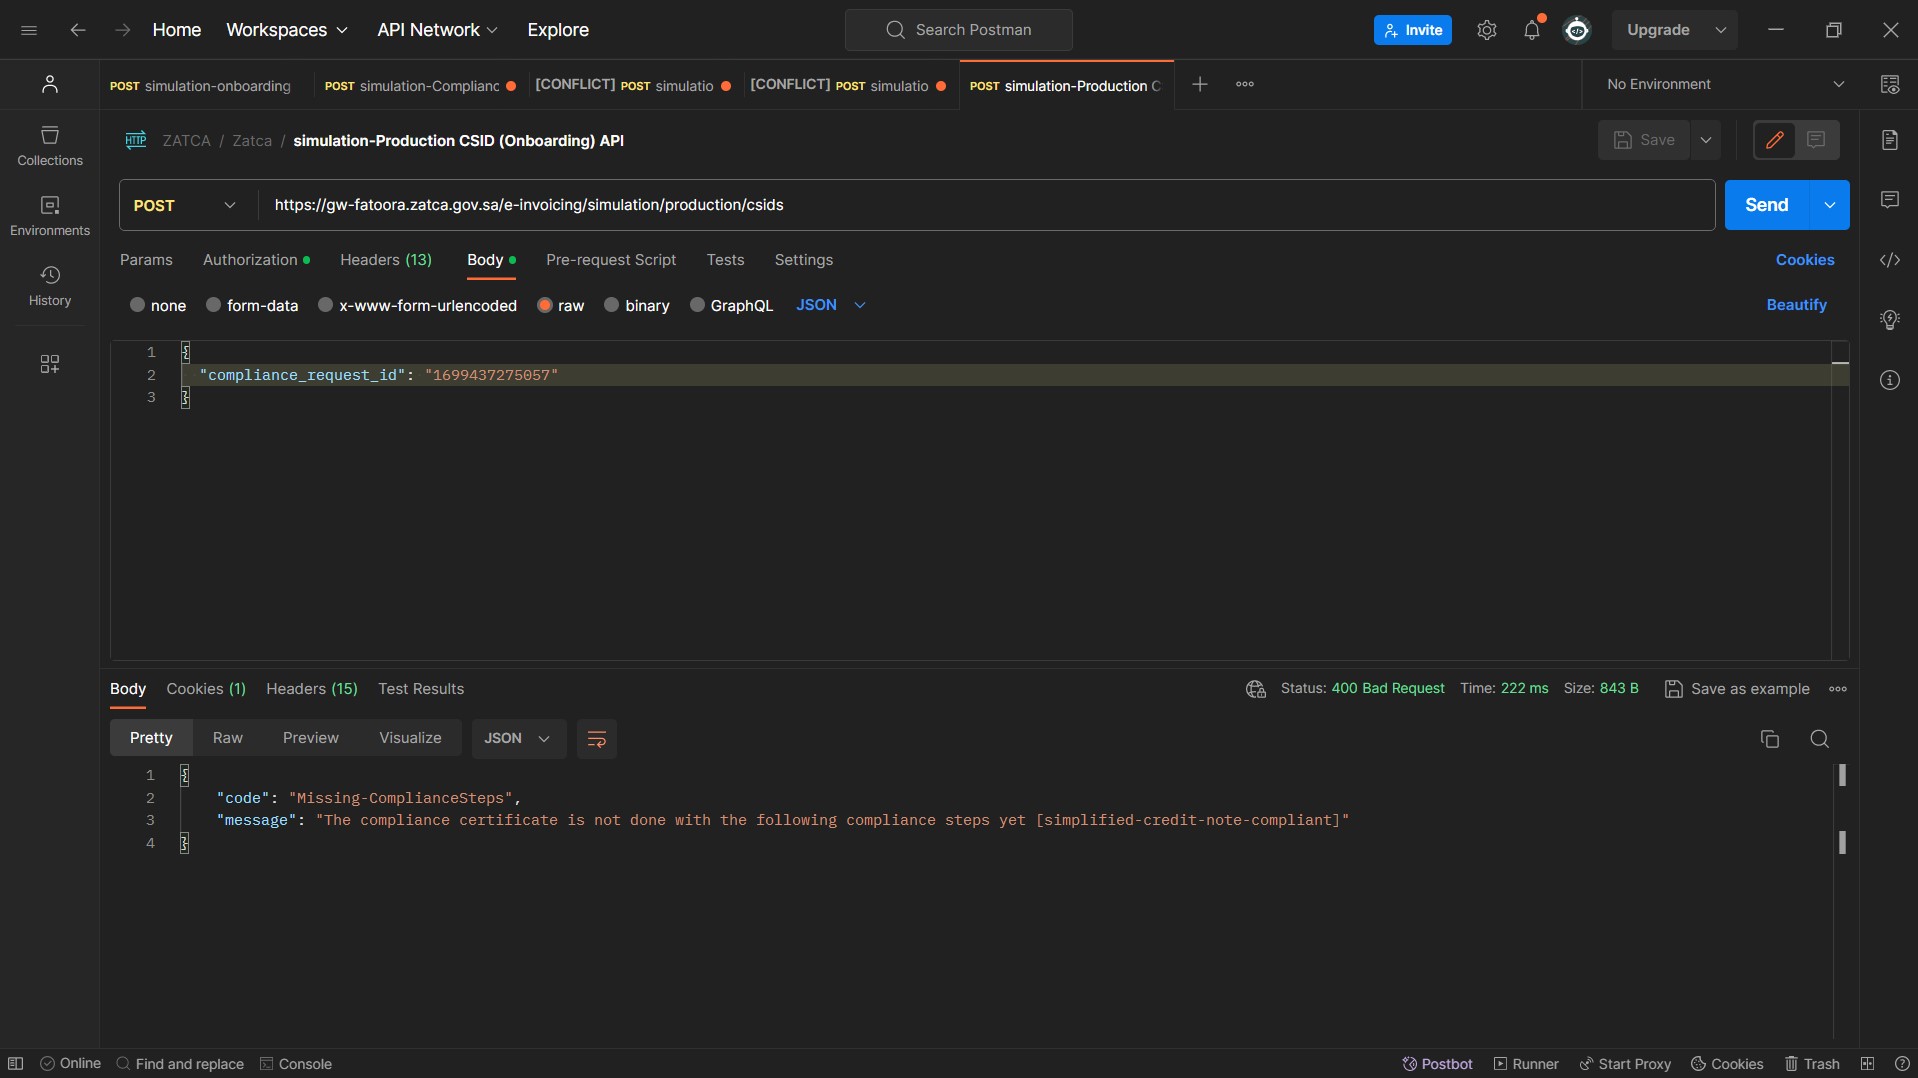 Home Workspaces API Network Explore Search Postman Invite Upgrade
POST simulation-onboarding POST simulation-Complianc [CONFLICT] POST simulatio [CONFLICT] POST simulatio POST simulation-Production C No Environment
HTTP ZATCA / Zatca / simulation-Production CSID (Onboarding) API Save
Collections
Environments
History
POST https://gw-fatoora.zatca.gov.sa/e-invoicing/simulation/production/csids Send
Params Authorization Headers (13) Body Pre-request Script Tests Settings Cookies
none form-data x-www-form-urlencoded raw binary GraphQL JSON Beautify
1 {
2 "compliance_request_id": "1699437275057"
3 }
Body Cookies (1) Headers (15) Test Results Status: 400 Bad Request Time: 222 ms Size: 843 B Save as example
Pretty Raw Preview Visualize JSON
1 {
2 "code": "Missing-ComplianceSteps",
3 "message": "The compliance certificate is not done with the following compliance steps yet [simplified-credit-note-compliant]"
4 }
Online Find and replace Console Postbot Runner Start Proxy Cookies Trash